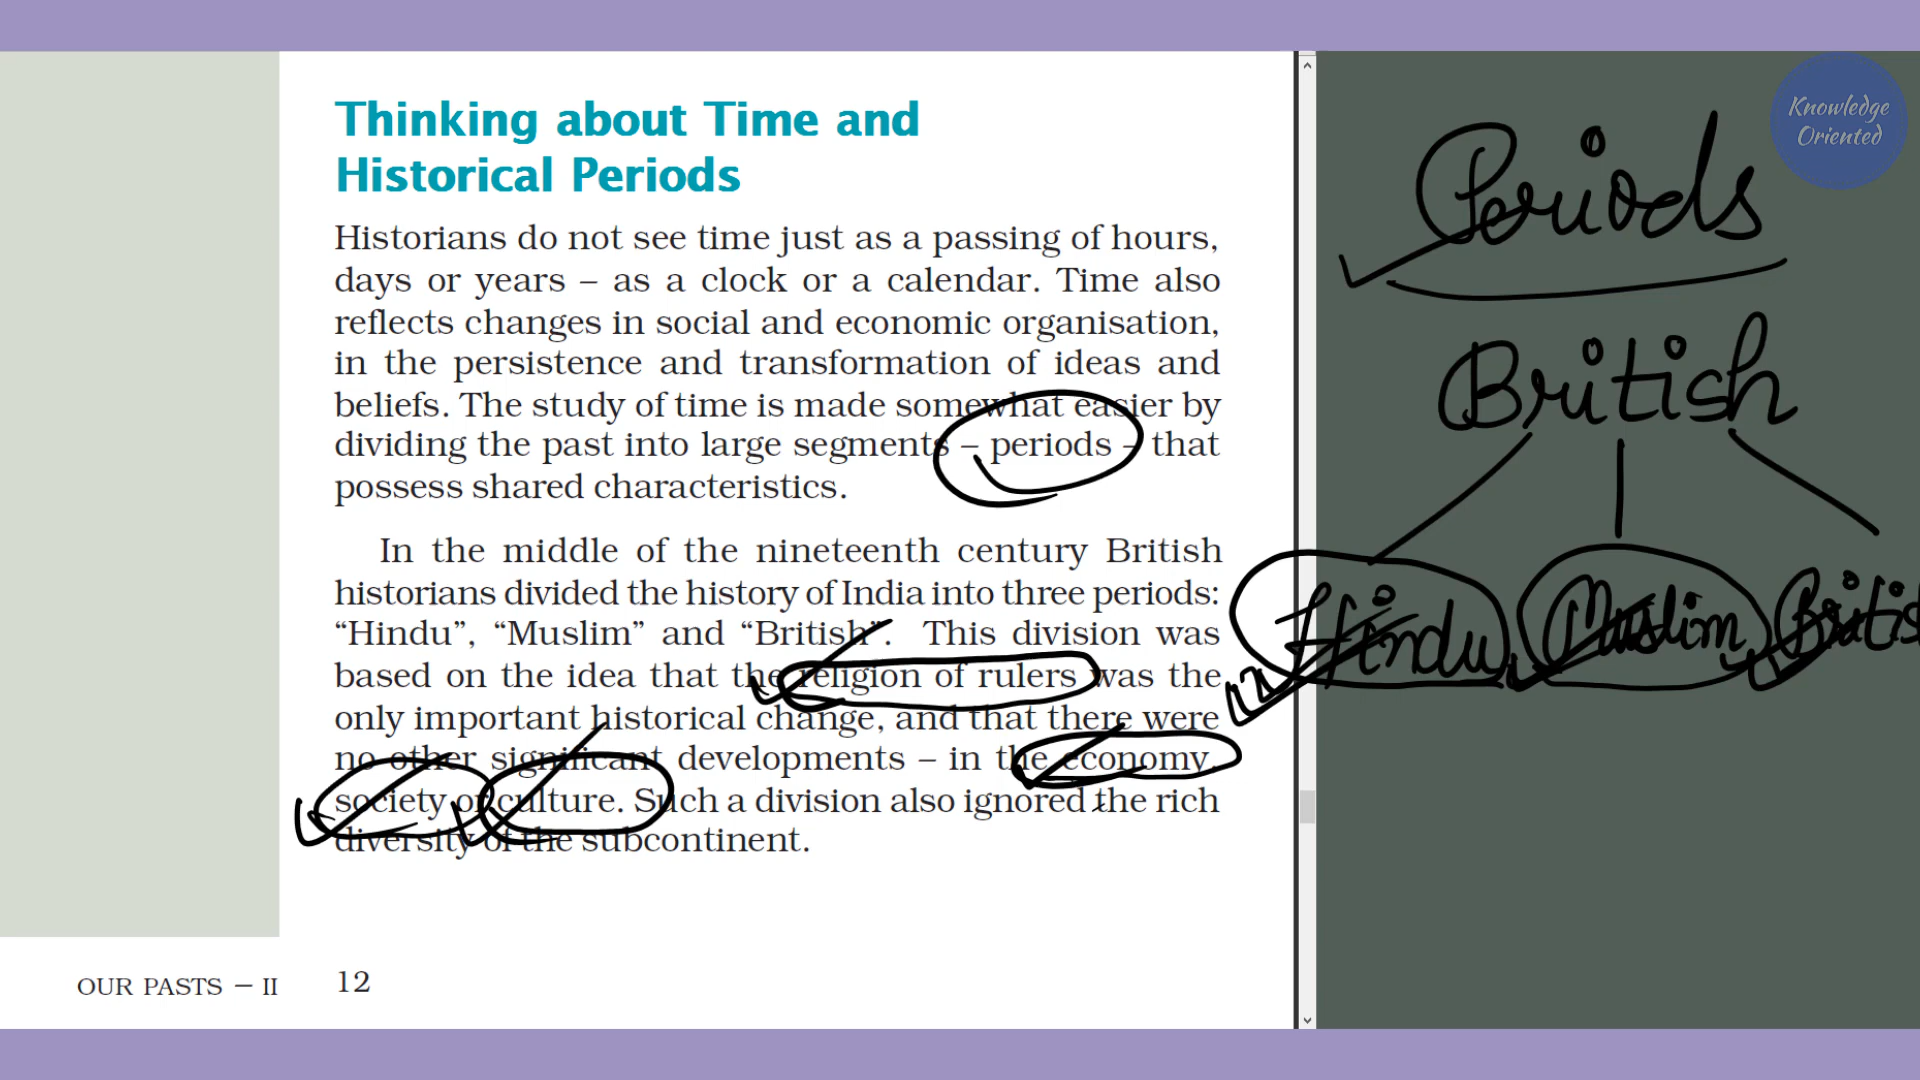 Thinking about Time and
Historical Periods
Historians do not see time just as a passing of hours,
days or years – as a clock or a calendar. Time also
reflects changes in social and economic organisation,
in the persistence and transformation of ideas and
beliefs. The study of time is made somewhat easier by
dividing the past into large segments – periods – that
possess shared characteristics.
In the middle of the nineteenth century British
historians divided the history of India into three periods:
“Hindu”, “Muslim” and “British”. This division was
based on the idea that the religion of rulers was the
only important historical change, and that there were
no other significant developments – in the economy,
society or culture. Such a division also ignored the rich
diversity of the subcontinent.
OUR PASTS – II 12
Knowledge
Oriented
Periods
British
Hindu Muslim Britis